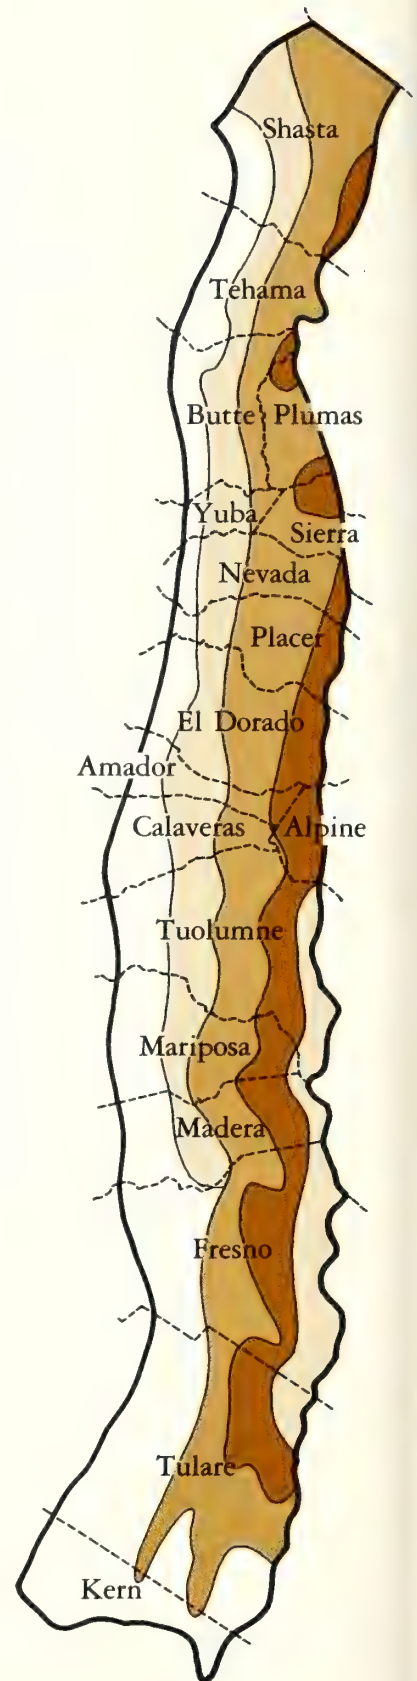 Shasta
Tehama
Butte Plumas
Yuba
Sierra
Nevada
Placer
El Dorado
Amador
Calaveras Alpine
Tuolumne
Mariposa
Madera
Fresno
Tulare
Kern